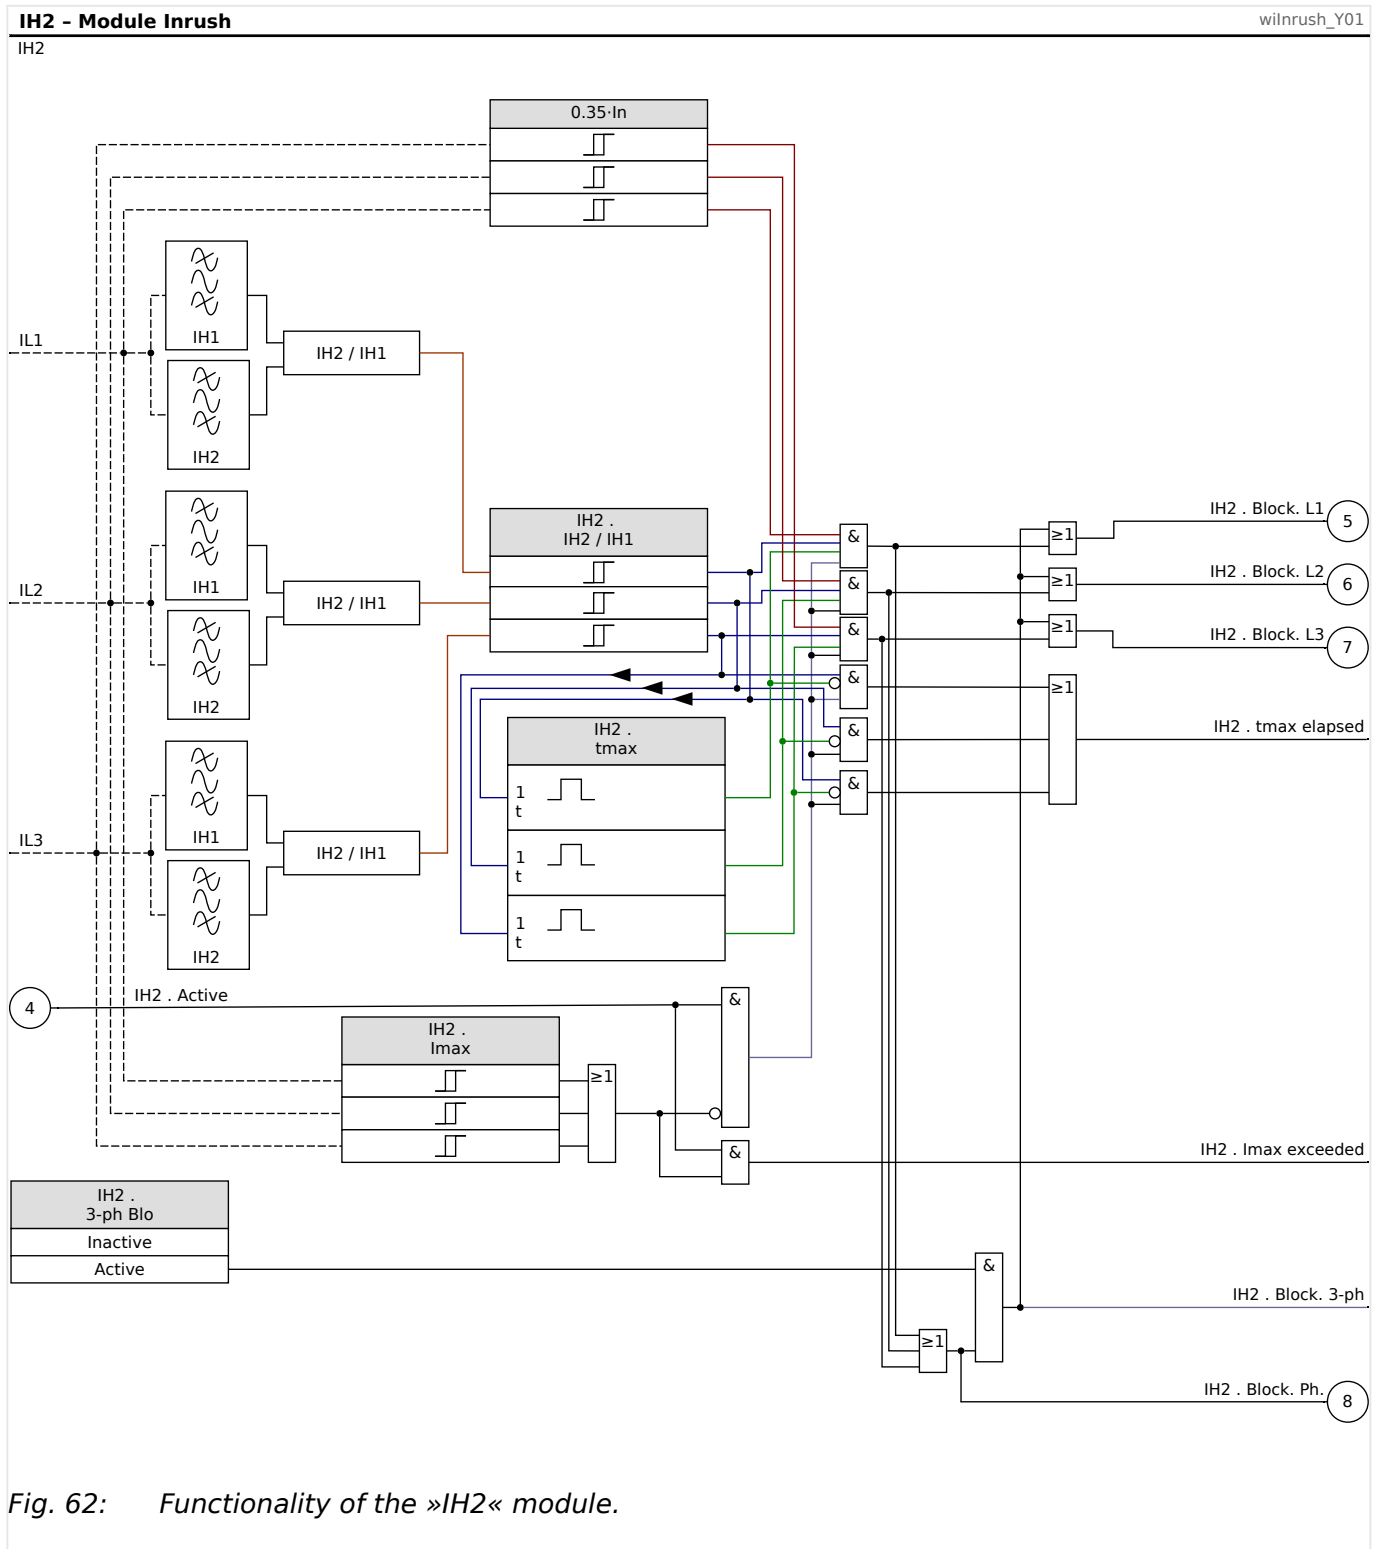 IH2 – Module Inrush
wiInrush_Y01
IH2
0.35·In
IH1
IL1
IH2 / IH1
IH2
IH1
IL2
IH2 / IH1
IH2
IH1
IL3
IH2 / IH1
IH2
IH2 .
IH2 / IH1
&
&
&
&
&
&
≥1
≥1
≥1
≥1
IH2 . Block. L1
5
IH2 . Block. L2
6
IH2 . Block. L3
7
IH2 . tmax elapsed
IH2 .
tmax
1
t
1
t
1
t
4
IH2 . Active
&
IH2 .
Imax
≥1
&
IH2 . Imax exceeded
IH2 .
3-ph Blo
Inactive
Active
&
IH2 . Block. 3-ph
≥1
IH2 . Block. Ph.
8
Fig. 62: Functionality of the »IH2« module.